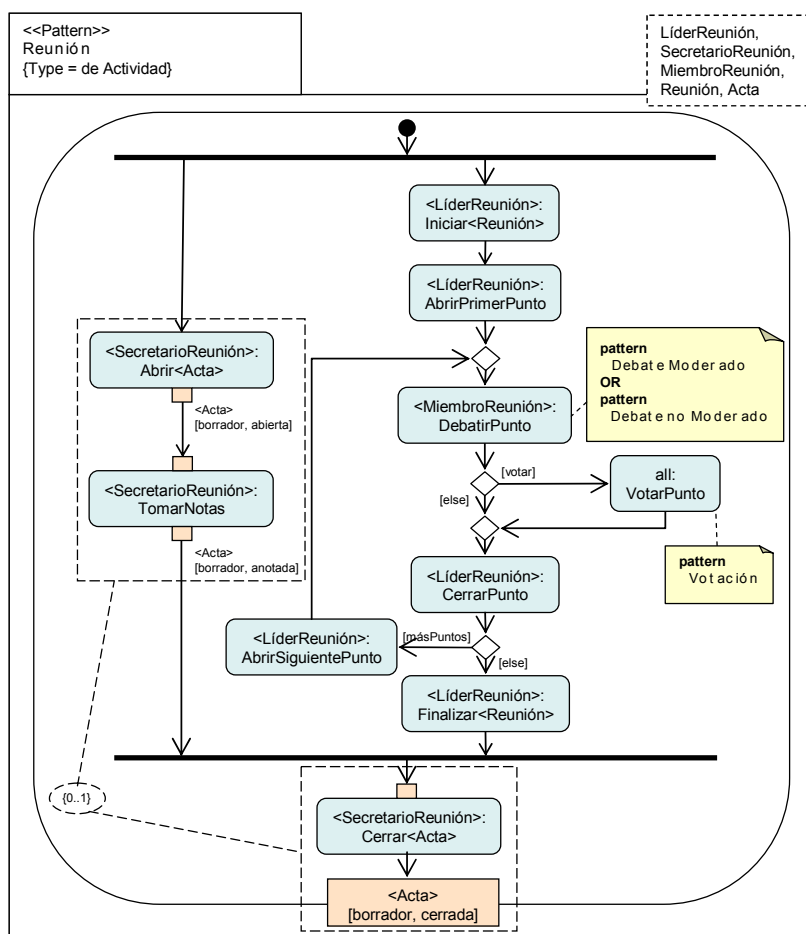 <<Pattern>>
Reunión
{Type = de Actividad}
LíderReunión,
SecretarioReunión,
MiembroReunión,
Reunión, Acta
<LíderReunión>:
Iniciar<Reunión>
<LíderReunión>:
AbrirPrimerPunto
<SecretarioReunión>:
Abrir<Acta>
<Acta>
[borrador, abierta]
<SecretarioReunión>:
TomarNotas
<Acta>
[borrador, anotada]
pattern
Debate Moderado
OR
pattern
Debate no Moderado
<MiembroReunión>:
DebatirPunto
[votar]
[else]
all:
VotarPunto
pattern
Votación
<LíderReunión>:
CerrarPunto
[másPuntos]
<LíderReunión>:
AbrirSiguientePunto
[else]
<LíderReunión>:
Finalizar<Reunión>
{0..1}
<SecretarioReunión>:
Cerrar<Acta>
<Acta>
[borrador, cerrada]